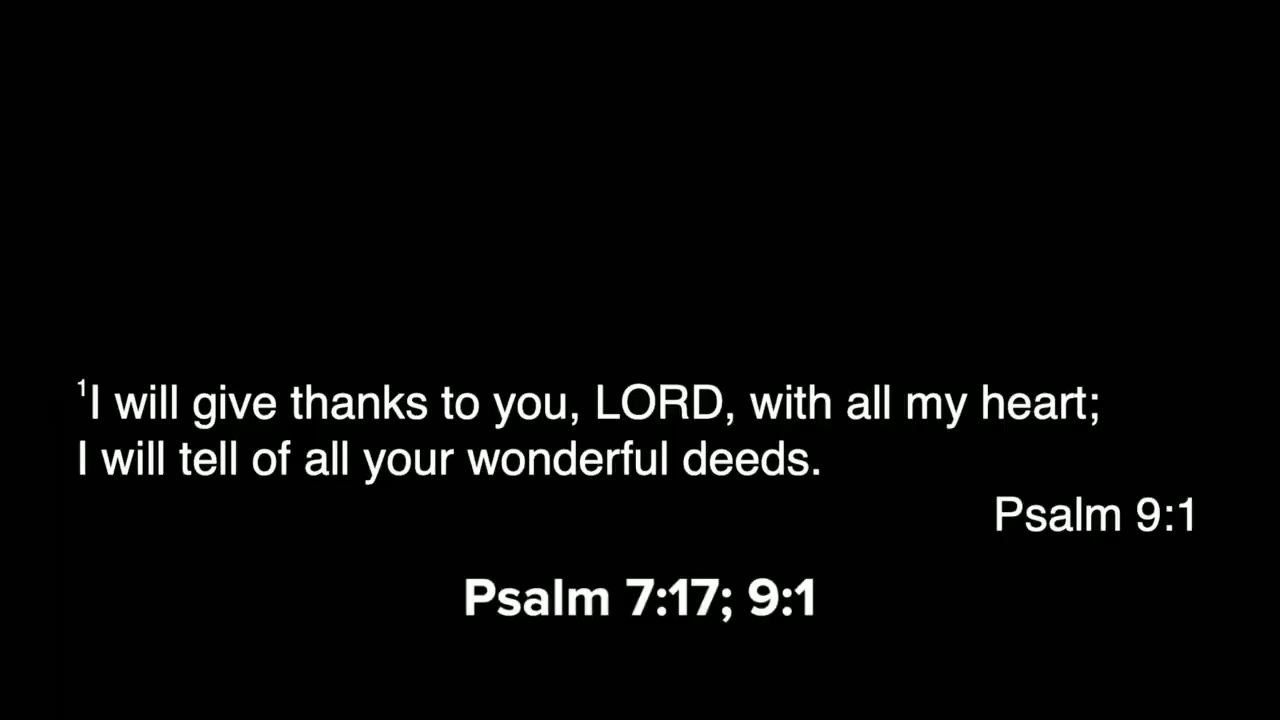 ¹I will give thanks to you, LORD, with all my heart;
I will tell of all your wonderful deeds.
Psalm 9:1
Psalm 7:17; 9:1